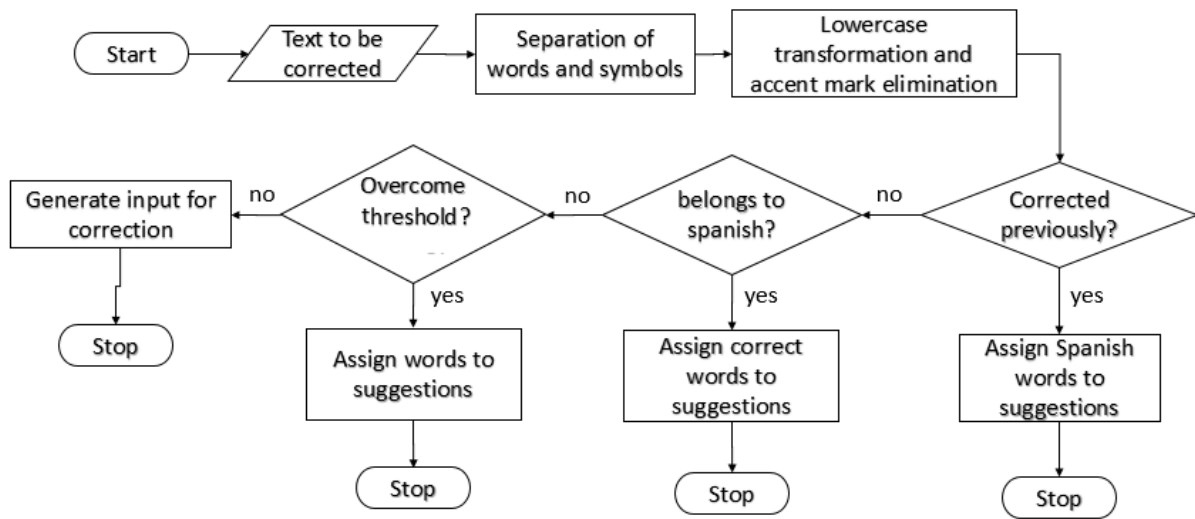 Start
Text to be
corrected
Separation of
words and symbols
Lowercase
transformation and
accent mark elimination
Corrected
previously?
no
belongs to
spanish?
no
Overcome
threshold?
no
Generate input for
correction
Stop
yes
Assign words to
suggestions
Stop
yes
Assign correct
words to
suggestions
Stop
yes
Assign Spanish
words to
suggestions
Stop